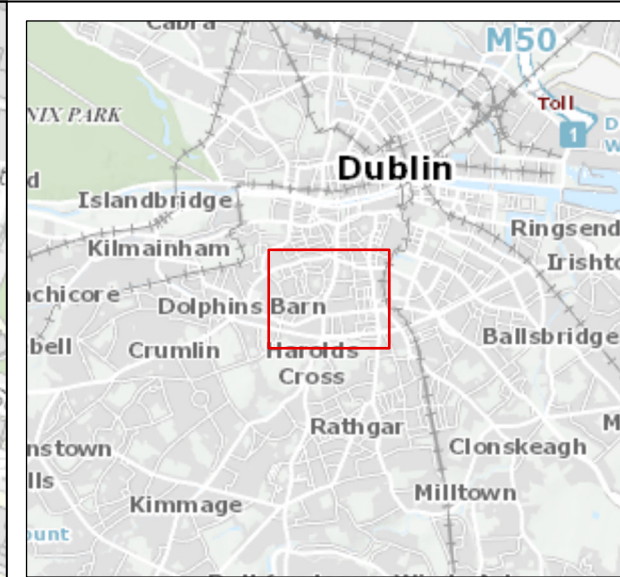 Cabra
M50
Toll
NIX PARK
1
D
W
Dublin
d
Islandbridge
Ringsend
Kilmainham
Irishto
chicore
Dolphins Barn
Ballsbridge
bell
Crumlin
Harolds
Cross
Rathgar
M
nstown
Clonskeagh
lls
Milltown
Kimmage
ount